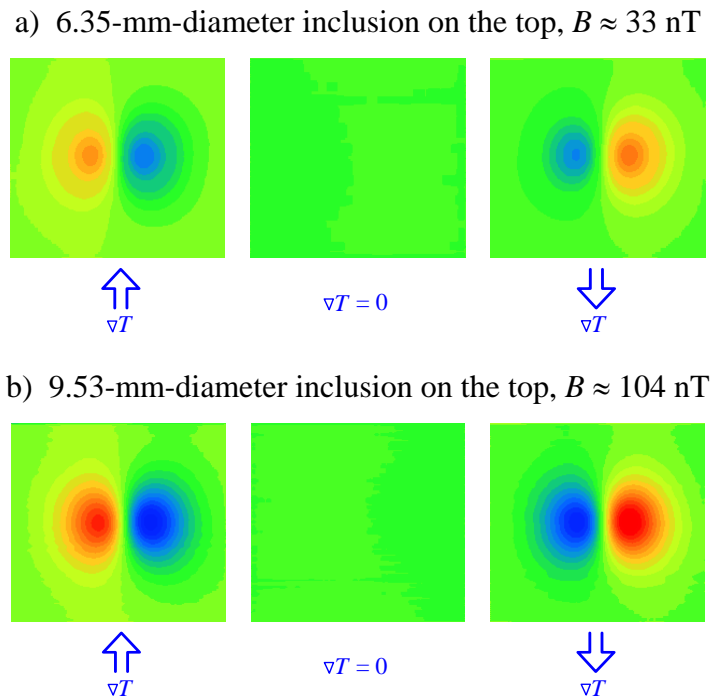 a) 6.35-mm-diameter inclusion on the top, B ≈ 33 nT
∇T
∇T = 0
∇T
b) 9.53-mm-diameter inclusion on the top, B ≈ 104 nT
∇T
∇T = 0
∇T